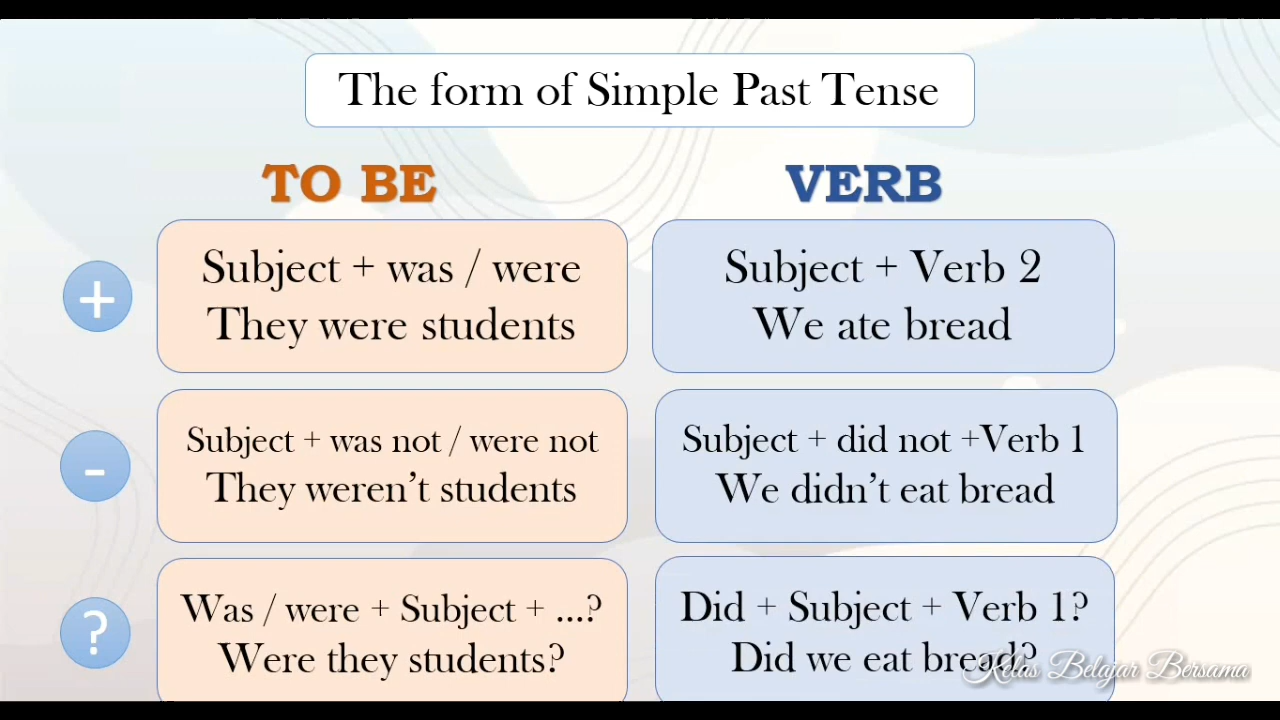 The form of Simple Past Tense
TO BE
VERB
+
Subject + was / were
They were students
Subject + Verb 2
We ate bread
-
Subject + was not / were not
They weren’t students
Subject + did not +Verb 1
We didn’t eat bread
?
Was / were + Subject + ...?
Were they students?
Did + Subject + Verb 1?
Did we eat bread?
Kelas Belajar Bersama